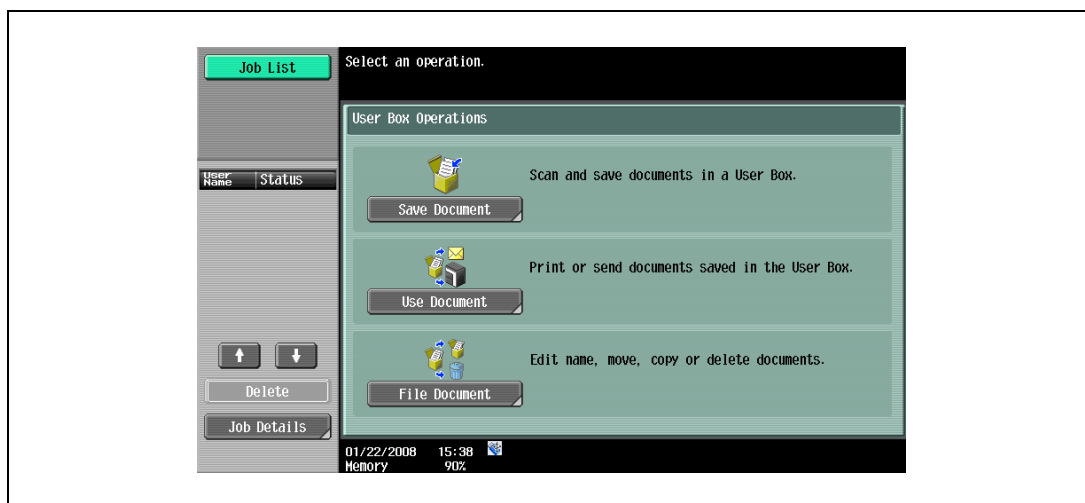 Job List
Select an operation.
User Box Operations
User Name Status
Scan and save documents in a User Box.
Save Document
Print or send documents saved in the User Box.
Use Document
Edit name, move, copy or delete documents.
File Document
Delete
Job Details
01/22/2008 15:38
Memory 90%